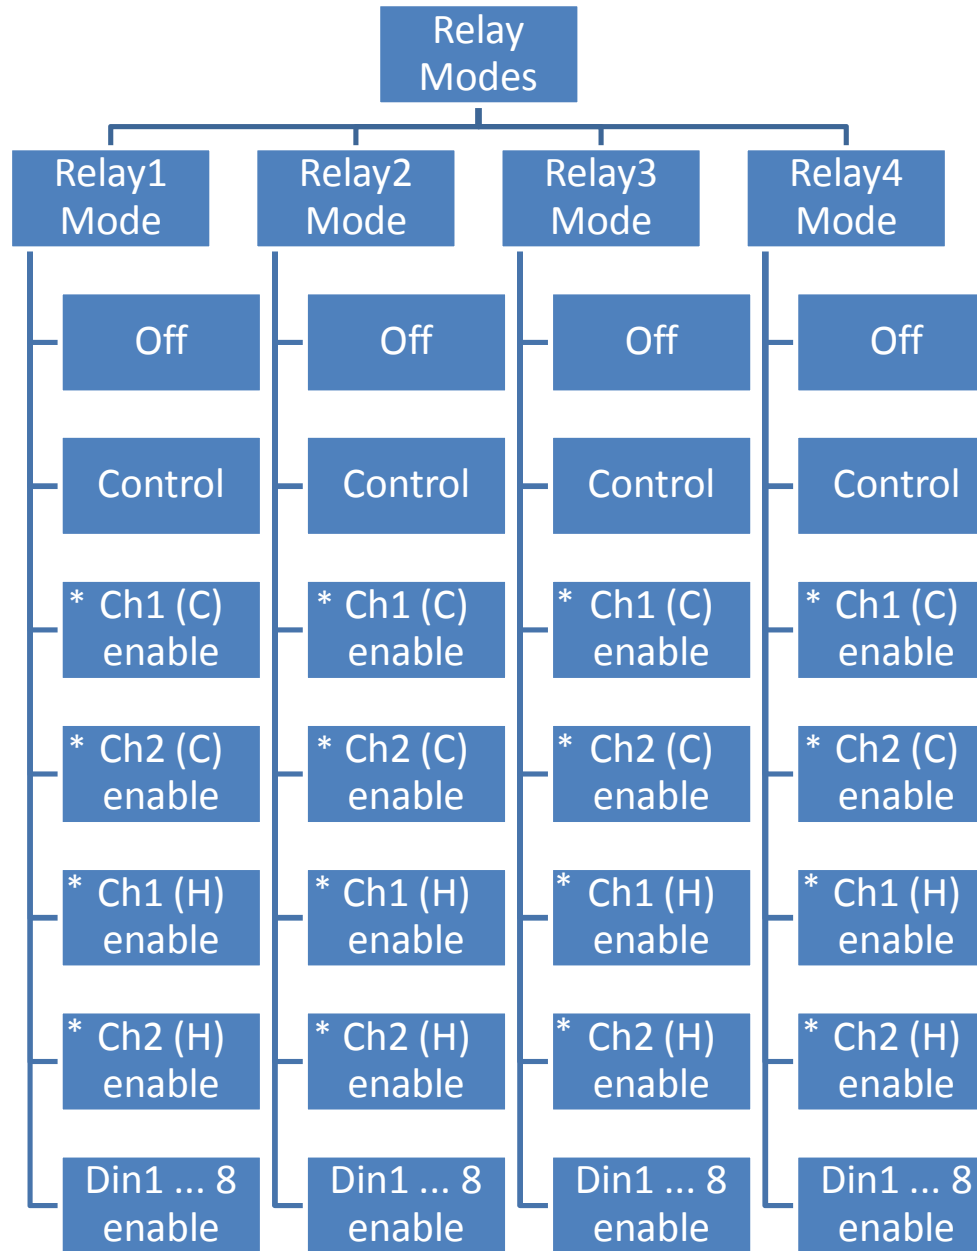 Relay
Modes
Relay1
Mode
Relay2
Mode
Relay3
Mode
Relay4
Mode
Off
Off
Off
Off
Control
Control
Control
Control
* Ch1 (C)
enable
* Ch1 (C)
enable
* Ch1 (C)
enable
* Ch1 (C)
enable
* Ch2 (C)
enable
* Ch2 (C)
enable
* Ch2 (C)
enable
* Ch2 (C)
enable
* Ch1 (H)
enable
* Ch1 (H)
enable
* Ch1 (H)
enable
* Ch1 (H)
enable
* Ch2 (H)
enable
* Ch2 (H)
enable
* Ch2 (H)
enable
* Ch2 (H)
enable
Din1 ... 8
enable
Din1 ... 8
enable
Din1 ... 8
enable
Din1 ... 8
enable